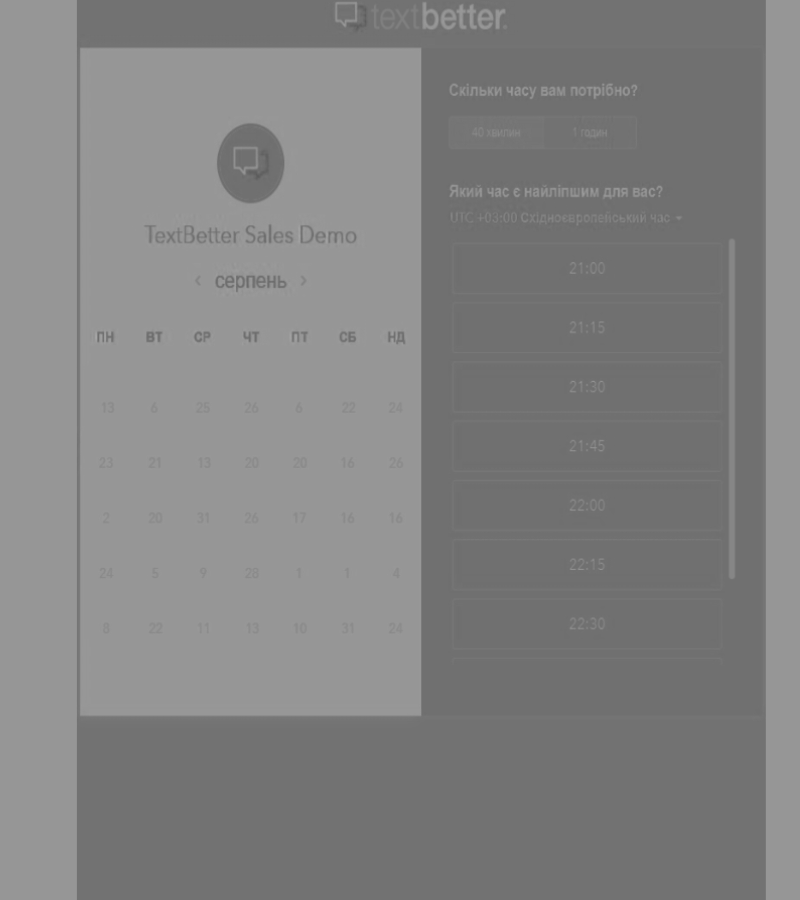 textbetter.
TextBetter Sales Demo
‹ серпень ›
ПН ВТ СР ЧТ ПТ СБ НД
13 6 25 26 6 22 24
23 21 13 20 20 16 26
2 20 31 26 17 16 16
24 5 9 28 1 1 4
8 22 11 13 10 31 24
Скільки часу вам потрібно?
40 хвилин 1 годин
Який час є найліпшим для вас?
UTC +03:00 Східноєвропейський час
21:00
21:15
21:30
21:45
22:00
22:15
22:30